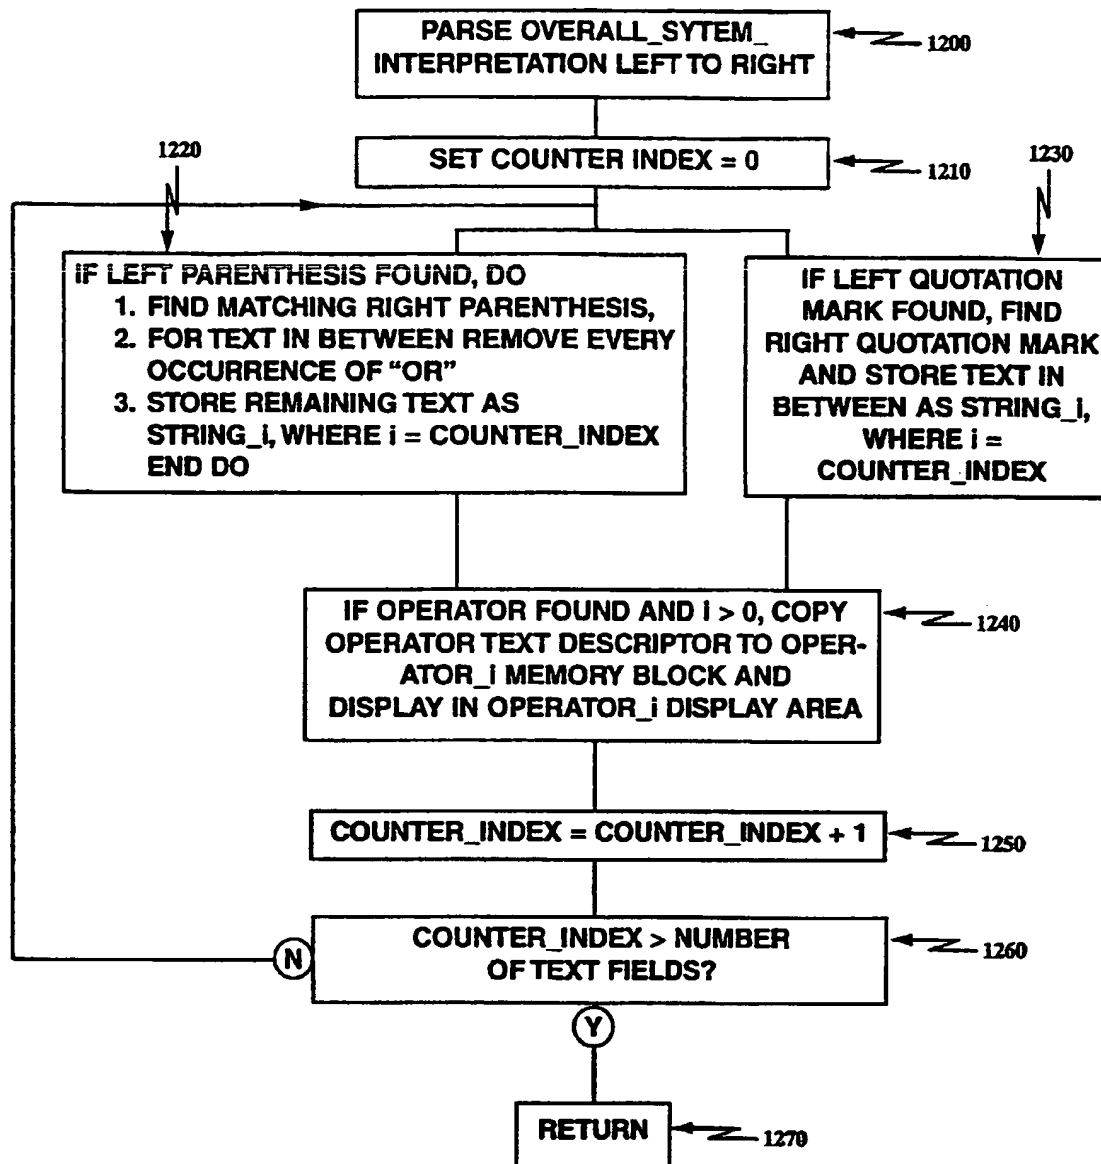 PARSE OVERALL_SYTEM_
INTERPRETATION LEFT TO RIGHT
1200
SET COUNTER INDEX = 0
1210
1220
1230
IF LEFT PARENTHESIS FOUND, DO
1. FIND MATCHING RIGHT PARENTHESIS,
2. FOR TEXT IN BETWEEN REMOVE EVERY
OCCURRENCE OF "OR"
3. STORE REMAINING TEXT AS
STRING_i, WHERE i = COUNTER_INDEX
END DO
IF LEFT QUOTATION
MARK FOUND, FIND
RIGHT QUOTATION MARK
AND STORE TEXT IN
BETWEEN AS STRING_i,
WHERE i =
COUNTER_INDEX
IF OPERATOR FOUND AND i > 0, COPY
OPERATOR TEXT DESCRIPTOR TO OPER-
ATOR_i MEMORY BLOCK AND
DISPLAY IN OPERATOR_i DISPLAY AREA
1240
COUNTER_INDEX = COUNTER_INDEX + 1
1250
COUNTER_INDEX > NUMBER
OF TEXT FIELDS?
1260
N
Y
RETURN
1270